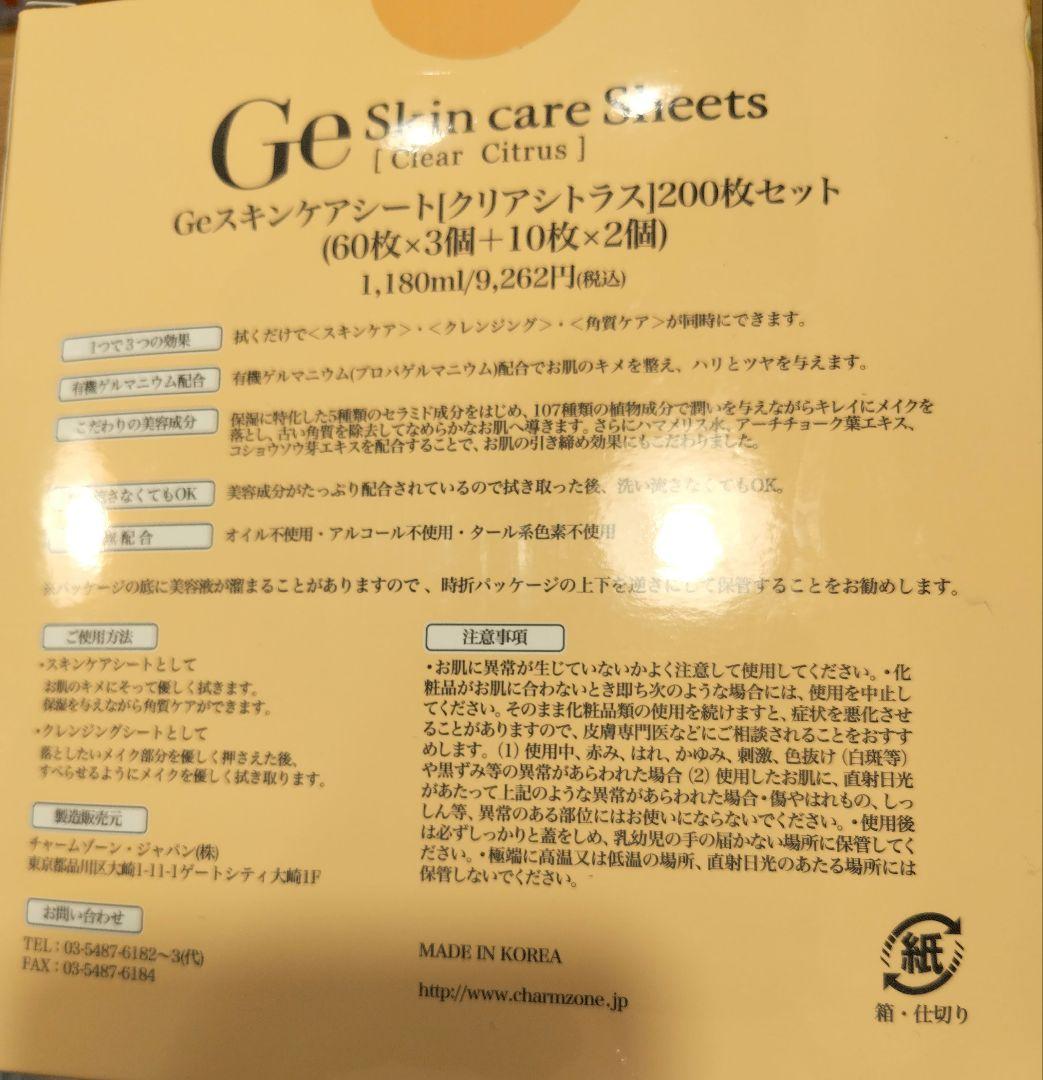 Ge Skin care Sheets
[ Clear Citrus ]
Geスキンケアシート[クリアシトラス]200枚セット
(60枚×3個＋10枚×2個)
1,180ml/9,262円(税込)
1つで3つの効果 拭くだけで＜スキンケア＞・＜クレンジング＞・＜角質ケア＞が同時にできます。
有機ゲルマニウム配合 有機ゲルマニウム(プロパゲルマニウム)配合でお肌のキメを整え、ハリとツヤを与えます。
こだわりの美容成分 保湿に特化した5種類のセラミド成分をはじめ、107種類の植物成分で潤いを与えながらキレイにメイクを
落とし、古い角質を除去してなめらかなお肌へ導きます。さらにハマメリス水、アーチチョーク葉エキス、
コショウソウ芽エキスを配合することで、お肌の引き締め効果にもこだわりました。
流さなくてもOK 美容成分がたっぷり配合されているので拭き取った後、洗い流さなくてもOK。
配合 オイル不使用・アルコール不使用・タール系色素不使用
※パッケージの底に美容液が溜まることがありますので、時折パッケージの上下を逆さにして保管することをお勧めします。
ご使用方法
・スキンケアシートとして
お肌のキメにそって優しく拭きます。
保湿を与えながら角質ケアができます。
・クレンジングシートとして
落としたいメイク部分を優しく押さえた後、
すべらせるようにメイクを優しく拭き取ります。
製造販売元
チャームゾーン・ジャパン(株)
東京都品川区大崎1-11-1ゲートシティ大崎1F
お問い合わせ
TEL：03-5487-6182～3(代)
FAX：03-5487-6184
注意事項
・お肌に異常が生じていないかよく注意して使用してください。・化
粧品がお肌に合わないとき即ち次のような場合には、使用を中止し
てください。そのまま化粧品類の使用を続けますと、症状を悪化させ
ることがありますので、皮膚専門医などにご相談されることをおすす
めします。（1）使用中、赤み、はれ、かゆみ、刺激、色抜け（白斑等）
や黒ずみ等の異常があらわれた場合（2）使用したお肌に、直射日光
があたって上記のような異常があらわれた場合・傷やはれもの、しっ
しん等、異常のある部位にはお使いにならないでください。・使用後
は必ずしっかりと蓋をしめ、乳幼児の手の届かない場所に保管してく
ださい。・極端に高温又は低温の場所、直射日光のあたる場所には
保管しないでください。
MADE IN KOREA
http://www.charmzone.jp
紙
箱・仕切り